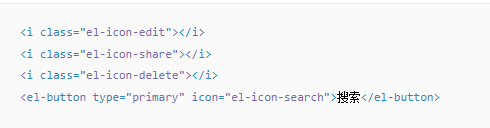 <i class="el-icon-edit"></i>
<i class="el-icon-share"></i>
<i class="el-icon-delete"></i>
<el-button type="primary" icon="el-icon-search">搜索</el-button>